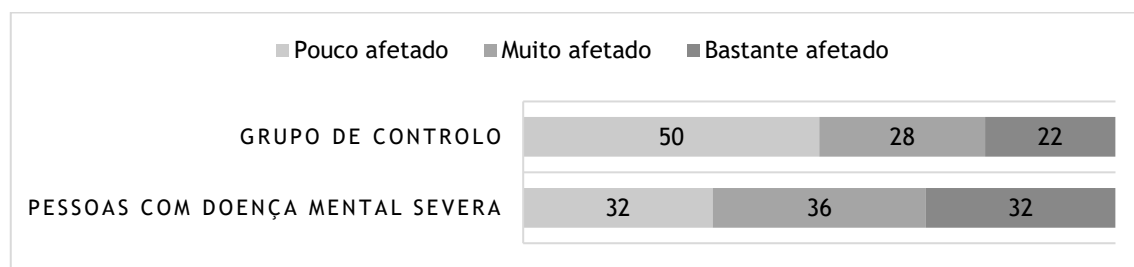 Pouco afetado Muito afetado Bastante afetado
GRUPO DE CONTROLO 50 28 22
PESSOAS COM DOENÇA MENTAL SEVERA 32 36 32